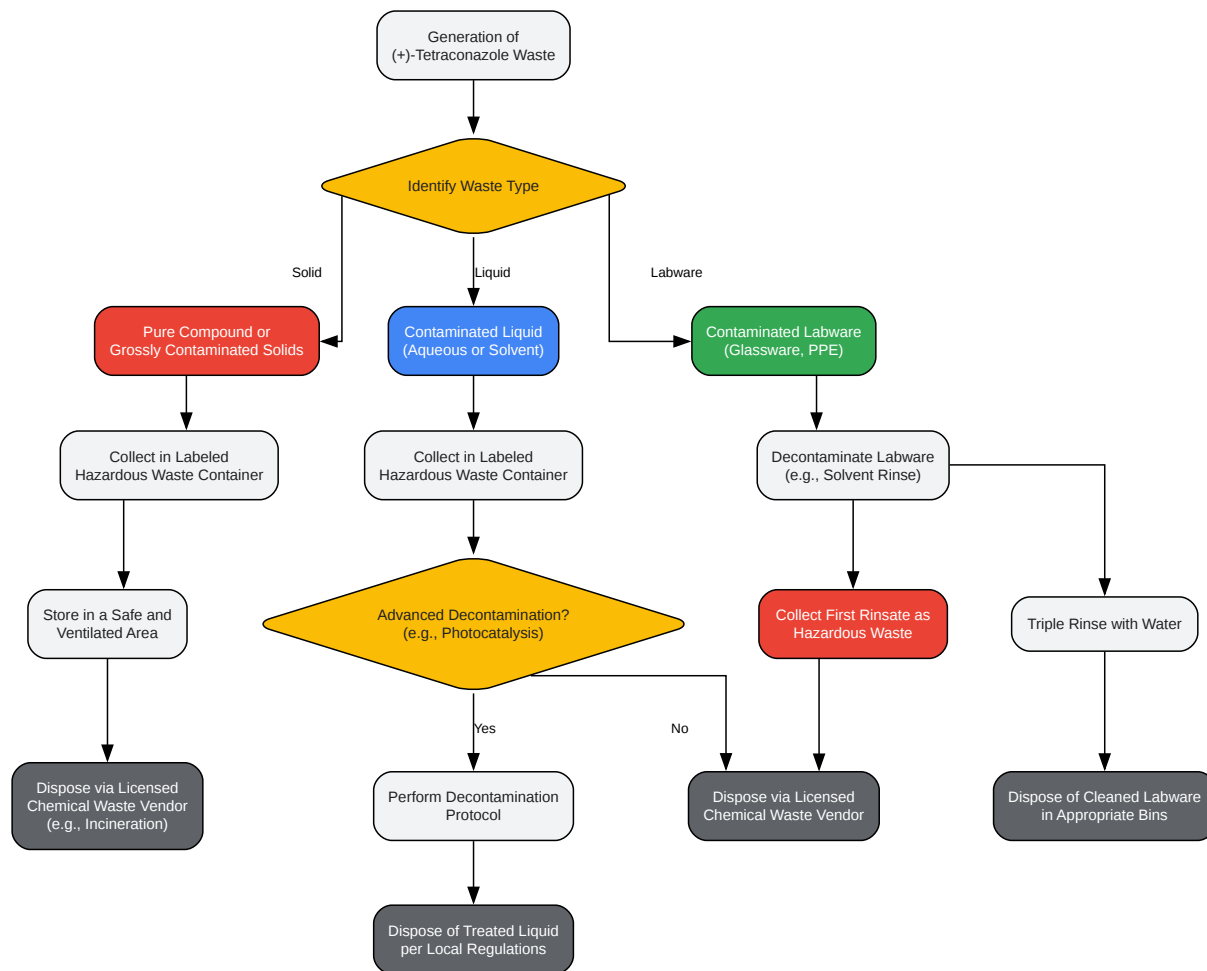 Generation of
(+)-Tetraconazole Waste
Identify Waste Type
Solid
Liquid
Labware
Pure Compound or
Grossly Contaminated Solids
Contaminated Liquid
(Aqueous or Solvent)
Contaminated Labware
(Glassware, PPE)
Collect in Labeled
Hazardous Waste Container
Collect in Labeled
Hazardous Waste Container
Decontaminate Labware
(e.g., Solvent Rinse)
Store in a Safe and
Ventilated Area
Advanced Decontamination?
(e.g., Photocatalysis)
Collect First Rinsate as
Hazardous Waste
Triple Rinse with Water
Yes
No
Dispose via Licensed
Chemical Waste Vendor
(e.g., Incineration)
Perform Decontamination
Protocol
Dispose via Licensed
Chemical Waste Vendor
Dispose of Cleaned Labware
in Appropriate Bins
Dispose of Treated Liquid
per Local Regulations